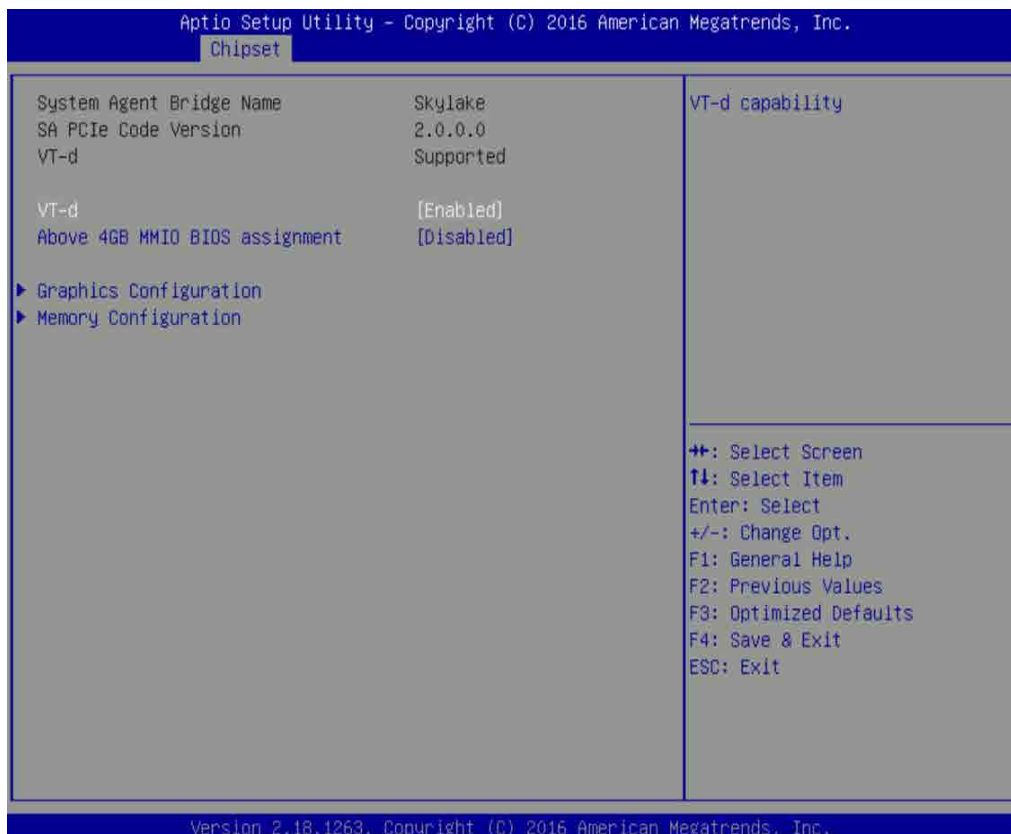 Aptio Setup Utility – Copyright (C) 2016 American Megatrends, Inc.
Chipset
System Agent Bridge Name Skylake
SA PCIe Code Version 2.0.0.0
VT-d Supported
VT-d [Enabled]
Above 4GB MMIO BIOS assignment [Disabled]
▶ Graphics Configuration
▶ Memory Configuration
VT-d capability
→←: Select Screen
↑↓: Select Item
Enter: Select
+/-: Change Opt.
F1: General Help
F2: Previous Values
F3: Optimized Defaults
F4: Save & Exit
ESC: Exit
Version 2.18.1263. Copyright (C) 2016 American Megatrends, Inc.